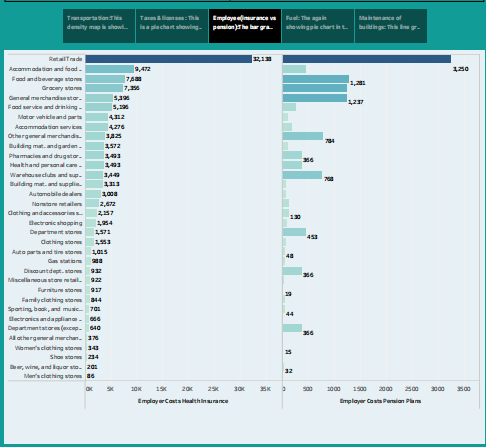 Transportation:This density map is showi..
Taxes & licenses : This is a pie chart showing..
Employee(Insurance vs pension):The bar gra..
Fuel: The again showing pie chart in t..
Maintenance of buildings: This line gr..
Retail Trade 32,138 3,250
Accommodation and food .. 9,472
Food and beverage stores 7,688 1,281
Grocery stores 7,356
General merchandise stor.. 5,396 1,237
Food service and drinking .. 5,196
Motor vehicle and parts 4,312
Accommodation services 4,276
Other general merchandis.. 3,825 784
Building mat. and garden .. 3,572
Pharmacies and drug stor.. 3,493 366
Health and personal care .. 3,493
Warehouse clubs and sup.. 3,449 768
Building mat. and supplie.. 3,313
Automobile dealers 3,008
Nonstore retailers 2,672
Clothing and accessories s.. 2,157 130
Electronic shopping 1,954
Department stores 1,571 453
Clothing stores 1,553
Auto parts and tire stores 1,015 48
Gas stations 988
Discount dept. stores 932 366
Miscellaneous store retail.. 922
Furniture stores 917 19
Family clothing stores 844
Sporting, book, and music.. 701 44
Electronics and appliance .. 666
Department stores (excep.. 640 366
All other general merchan.. 376
Women's clothing stores 343 15
Shoe stores 234
Beer, wine, and liquor sto.. 201 32
Men's clothing stores 86
0K 5K 10K 15K 20K 25K 30K 35K 0 500 1000 1500 2000 2500 3000 3500
Employer Costs Health Insurance Employer Costs Pension Plans